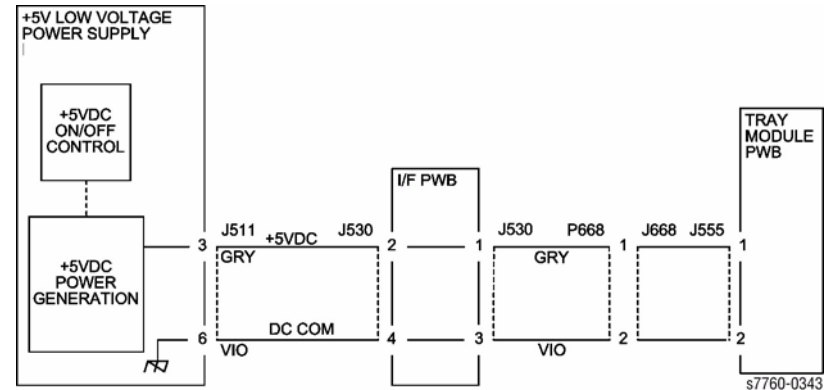 +5V LOW VOLTAGE
POWER SUPPLY
+5VDC
ON/OFF
CONTROL
+5VDC
POWER
GENERATION
I/F PWB
TRAY
MODULE
PWB
3 J511 +5VDC J530 2 1 J530 P668 1 J668 J555 1
GRY GRY
6 DC COM 4 3 2 2
VIO VIO
s7760-0343